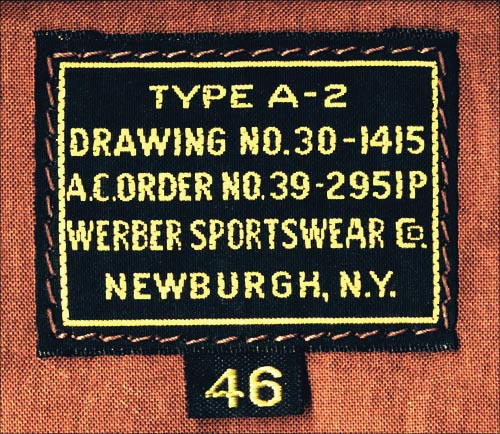 TYPE A-2
DRAWING NO.30-1415
A.C.ORDER NO.39-2951P
WERBER SPORTSWEAR Co.
NEWBURGH, N.Y.
46